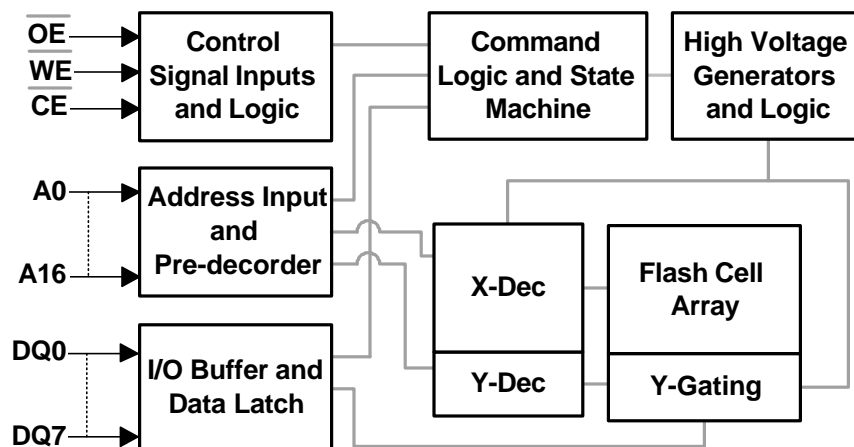 OE
WE
CE
Control
Signal Inputs
and Logic
Command
Logic and State
Machine
High Voltage
Generators
and Logic
A0
A16
Address Input
and
Pre-decorder
X-Dec
Flash Cell
Array
DQ0
DQ7
I/O Buffer and
Data Latch
Y-Dec
Y-Gating